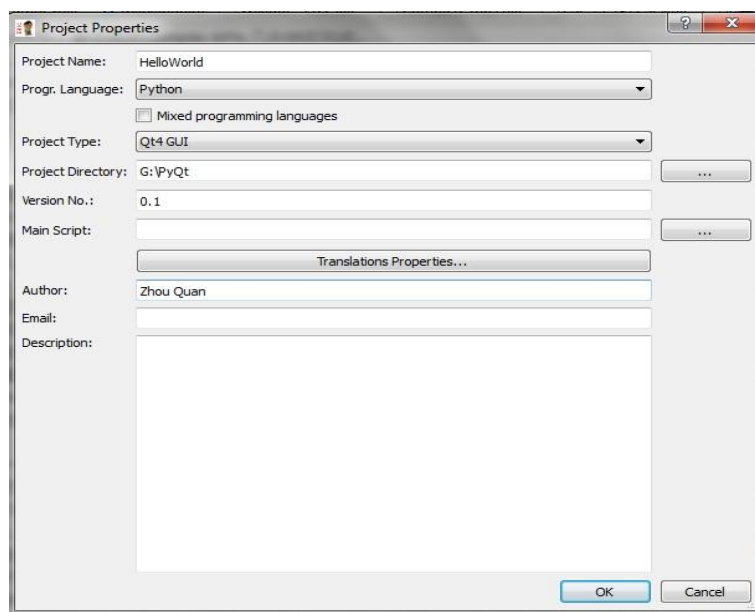 Project Properties
Project Name: HelloWorld
Progr. Language: Python
Mixed programming languages
Project Type: Qt4 GUI
Project Directory: G:\PyQt ...
Version No.: 0.1
Main Script: ...
Translations Properties...
Author: Zhou Quan
Email:
Description:
OK Cancel